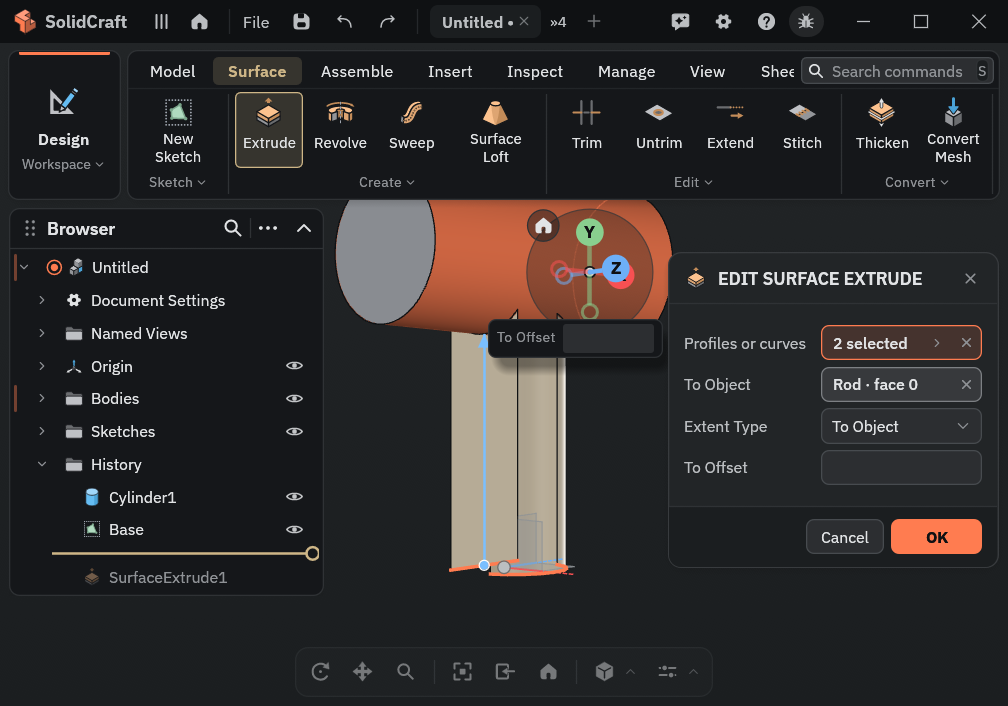 SolidCraft
File
Untitled •
»4
Design
Workspace
Model
Surface
Assemble
Insert
Inspect
Manage
View
Shee
Search commands
S
New
Sketch
Extrude
Revolve
Sweep
Surface
Loft
Trim
Untrim
Extend
Stitch
Thicken
Convert
Mesh
Sketch
Create
Edit
Convert
Browser
Untitled
Document Settings
Named Views
Origin
Bodies
Sketches
History
Cylinder1
Base
SurfaceExtrude1
Y
Z
To Offset
EDIT SURFACE EXTRUDE
Profiles or curves
2 selected
To Object
Rod · face 0
Extent Type
To Object
To Offset
Cancel
OK